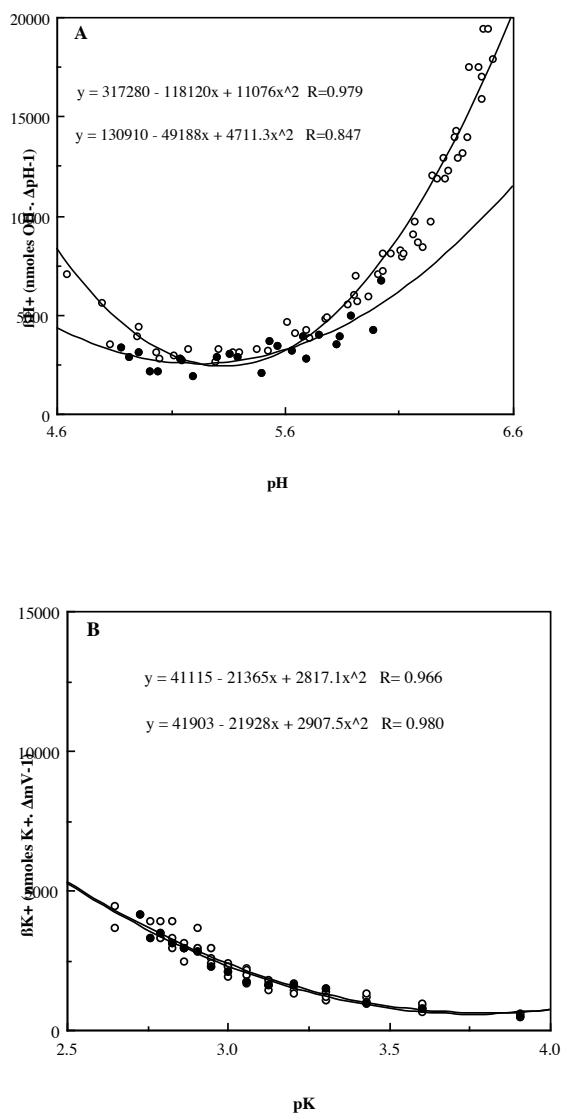 A
y = 317280 - 118120x + 11076x^2 R=0.979
y = 130910 - 49188x + 4711.3x^2 R=0.847
ßH+ (nmoles OH-. ΔpH-1)
20000
15000
10000
5000
0
4.6
5.6
6.6
pH
B
y = 41115 - 21365x + 2817.1x^2 R= 0.966
y = 41903 - 21928x + 2907.5x^2 R= 0.980
ßK+ (nmoles K+. ΔmV-1)
15000
10000
5000
0
2.5
3.0
3.5
4.0
pK